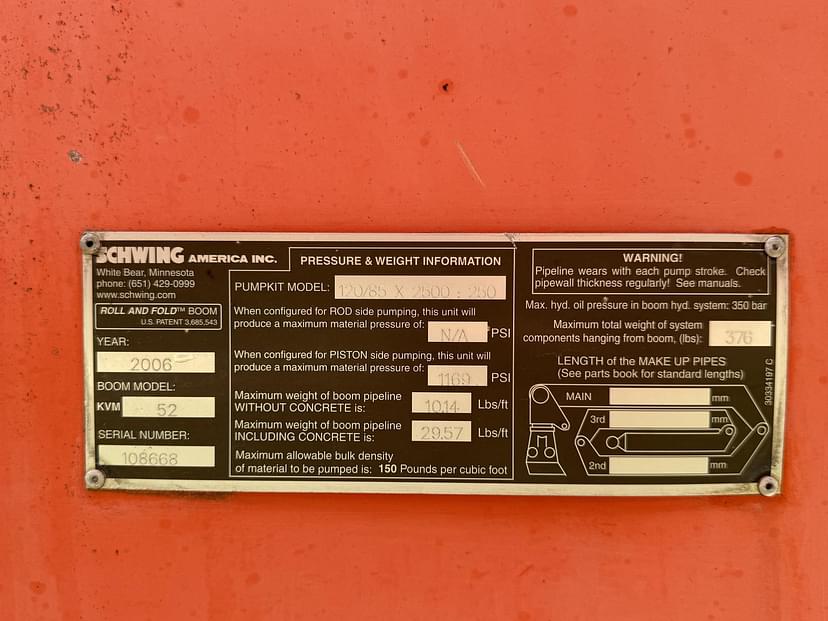 SCHWING AMERICA INC.
White Bear, Minnesota
phone: (651) 429-0999
www.schwing.com
ROLL AND FOLD™ BOOM
U.S. PATENT 3,685,543
YEAR:
2006
BOOM MODEL:
KVM 52
SERIAL NUMBER:
108668
PRESSURE & WEIGHT INFORMATION
PUMPKIT MODEL: 120/85 X 2500 : 250
When configured for ROD side pumping, this unit will
produce a maximum material pressure of: N/A PSI
When configured for PISTON side pumping, this unit will
produce a maximum material pressure of: 1169 PSI
Maximum weight of boom pipeline
WITHOUT CONCRETE is: 10.14 Lbs/ft
Maximum weight of boom pipeline
INCLUDING CONCRETE is: 29.57 Lbs/ft
Maximum allowable bulk density
of material to be pumped is: 150 Pounds per cubic foot
WARNING!
Pipeline wears with each pump stroke. Check
pipewall thickness regularly! See manuals.
Max. hyd. oil pressure in boom hyd. system: 350 bar
Maximum total weight of system
components hanging from boom, (lbs): 376
LENGTH of the MAKE UP PIPES
(See parts book for standard lengths)
MAIN mm
3rd mm
2nd mm
30334197 C